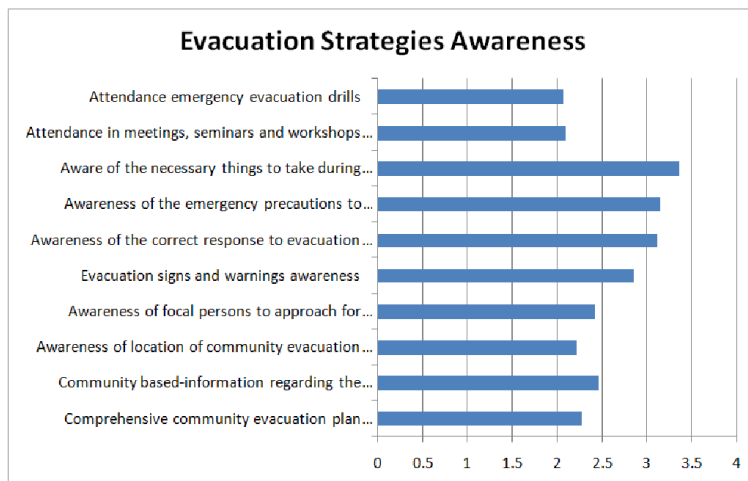 Evacuation Strategies Awareness
Attendance emergency evacuation drills
Attendance in meetings, seminars and workshops...
Aware of the necessary things to take during...
Awareness of the emergency precautions to...
Awareness of the correct response to evacuation ...
Evacuation signs and warnings awareness
Awareness of focal persons to approach for...
Awareness of location of community evacuation ...
Community based-information regarding the...
Comprehensive community evacuation plan ...
0 0.5 1 1.5 2 2.5 3 3.5 4